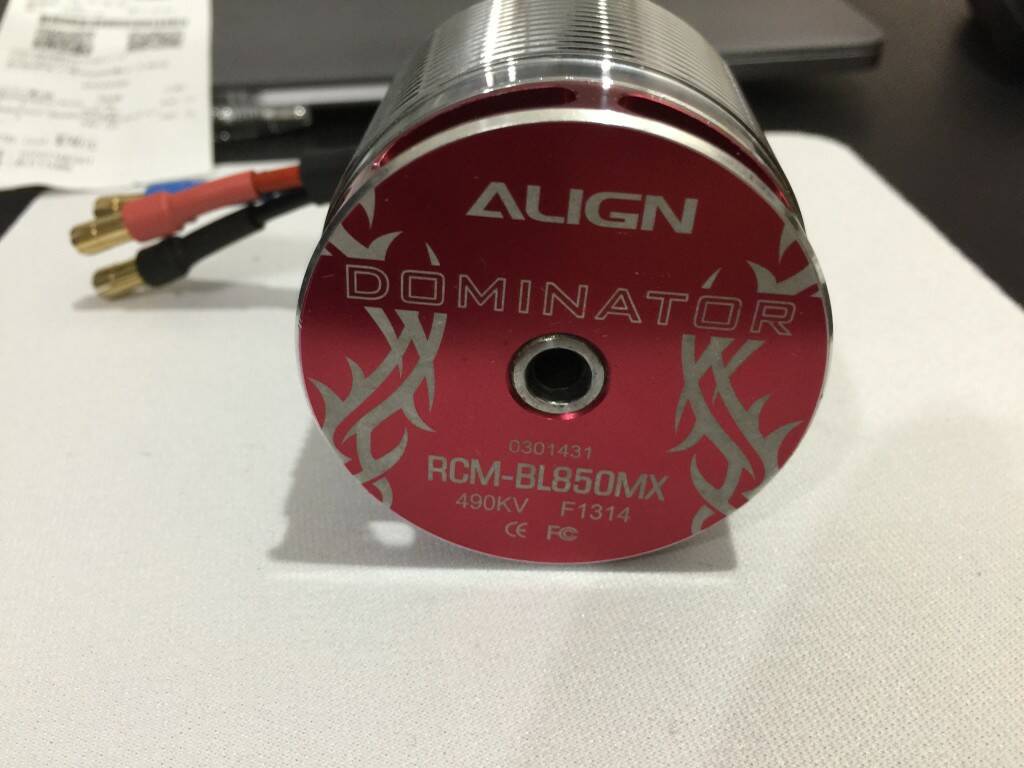 ALIGN
DOMINATOR
0301431
RCM-BL850MX
490KV F1314
CE FC